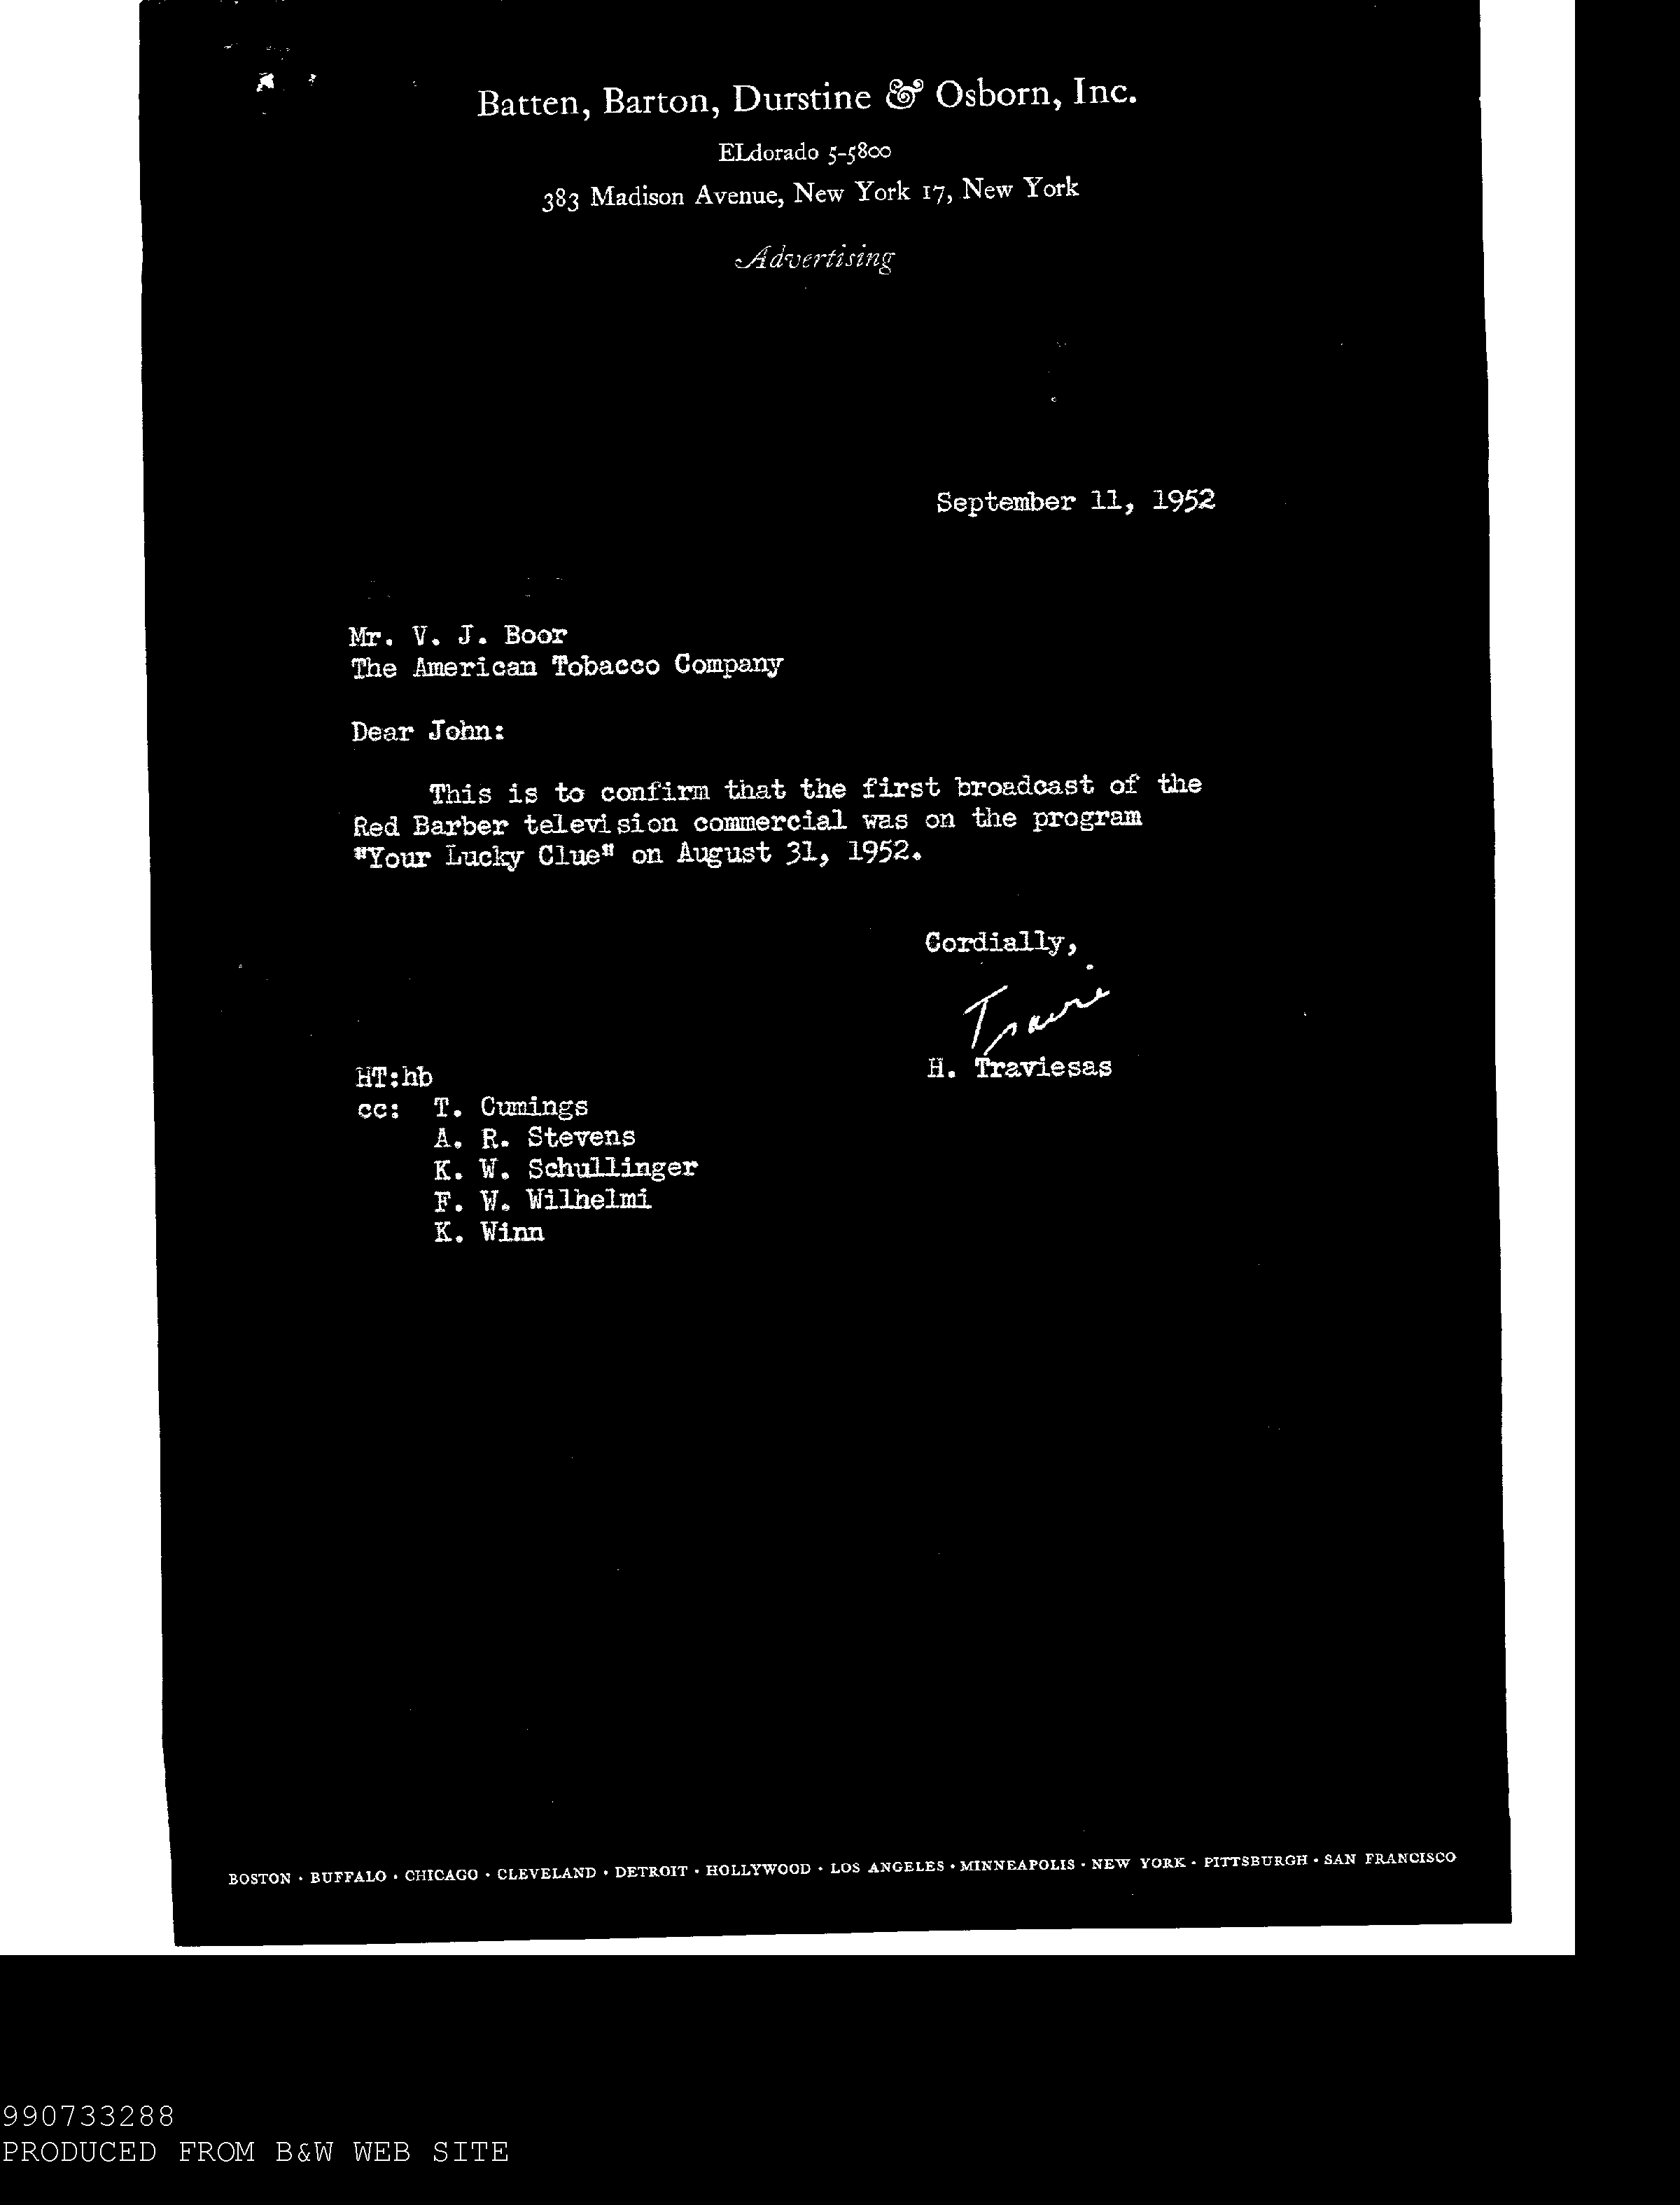 Batten, Barton, Durstine & Osborn, Inc.
ELdorado 5-5800
383 Madison Avenue, New York 17, New York
Advertising
September 11, 1952
Mr. V. J. Boor
The American Tobacco Company
Dear John:
This is to confirm that the first broadcast of the
Red Barber television commercial was on the program
"Your Lucky Clue" on August 31, 1952.
Cordially,
H. Traviesas
HT:hb
cc: T. Cumings
A. R. Stevens
K. W. Schullinger
F. W. Wilhelmi
K. Winn
BOSTON · BUFFALO · CHICAGO · CLEVELAND · DETROIT · HOLLYWOOD · LOS ANGELES · MINNEAPOLIS · NEW YORK · PITTSBURGH · SAN FRANCISCO
990733288
PRODUCED FROM B&W WEB SITE